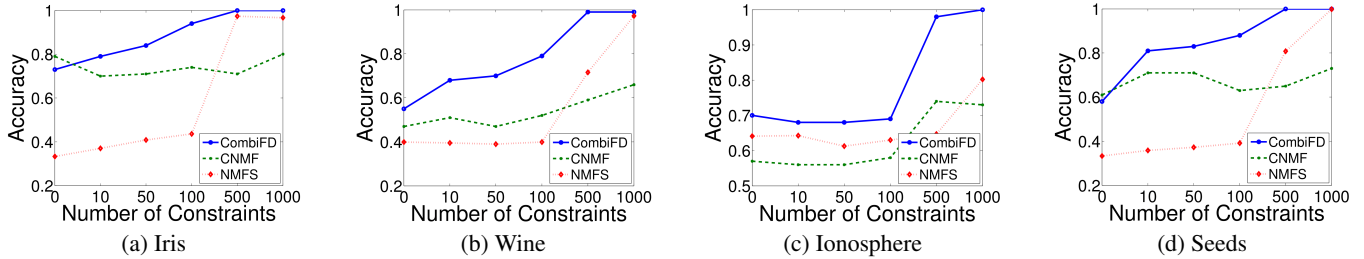 1
0.8
0.6
0.4
0.2
Accuracy
0 10 50 100 500 1000
Number of Constraints
CombiFD
CNMF
NMFS
(a) Iris
1
0.8
0.6
0.4
0.2
Accuracy
0 10 50 100 500 1000
Number of Constraints
CombiFD
CNMF
NMFS
(b) Wine
1
0.9
0.8
0.7
0.6
0.5
Accuracy
0 10 50 100 500 1000
Number of Constraints
CombiFD
CNMF
NMFS
(c) Ionosphere
1
0.8
0.6
0.4
0.2
Accuracy
0 10 50 100 500 1000
Number of Constraints
CombiFD
CNMF
NMFS
(d) Seeds